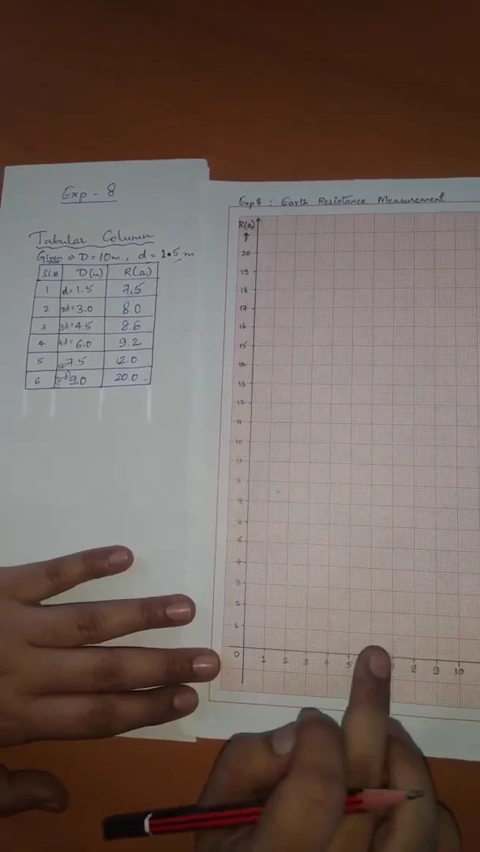 Exp - 8
Tabular Column
Given → D = 10m, d = 1.5 m
Sl# D(m) R(Ω)
1 d = 1.5 7.5
2 2d = 3.0 8.0
3 3d = 4.5 8.6
4 4d = 6.0 9.2
5 7.5 12.0
6 9.0 20.0
Exp 8 : Earth Resistance Measurement
R(Ω)
20
19
18
17
16
15
14
13
12
11
10
9
8
7
6
5
4
3
2
1
0 1 2 3 4 5 8 9 10